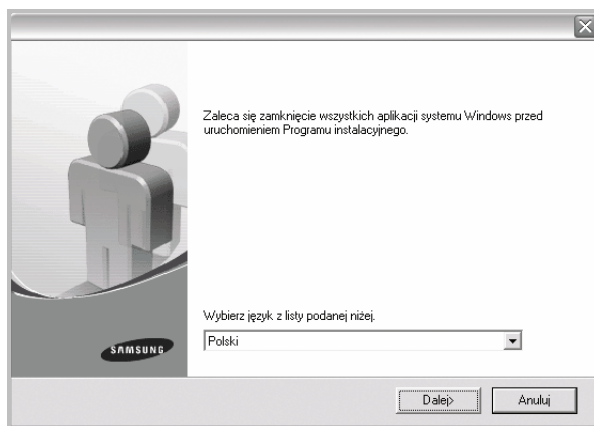 Zaleca się zamknięcie wszystkich aplikacji systemu Windows przed
uruchomieniem Programu instalacyjnego.
Wybierz język z listy podanej niżej.
Polski
SAMSUNG
Dalej>
Anuluj